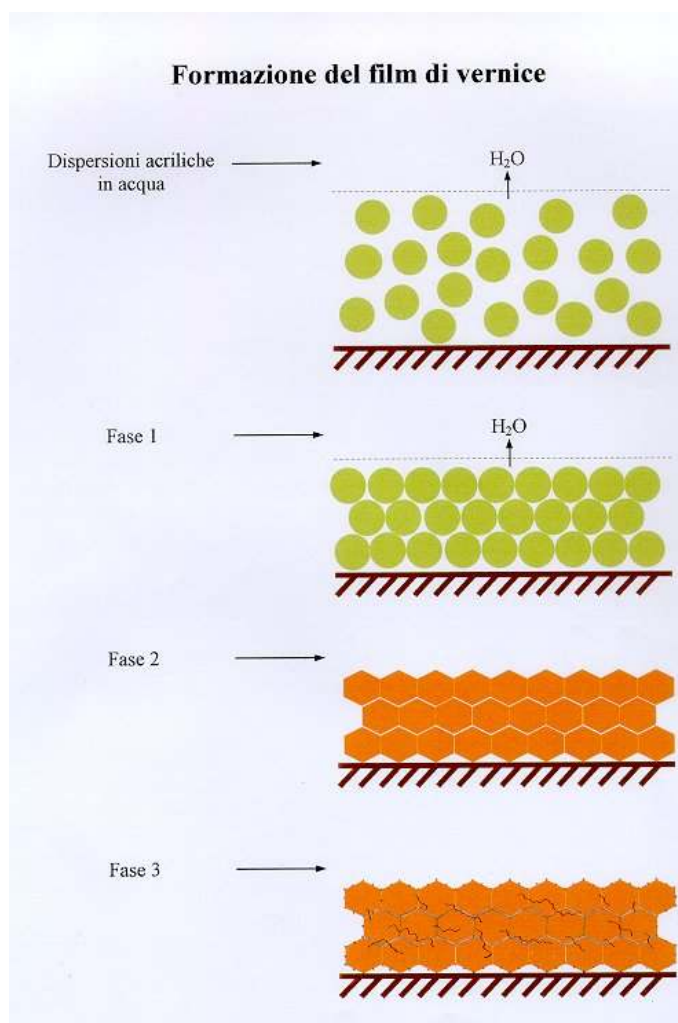 Formazione del film di vernice
Dispersioni acriliche
in acqua
H₂O
Fase 1
H₂O
Fase 2
Fase 3